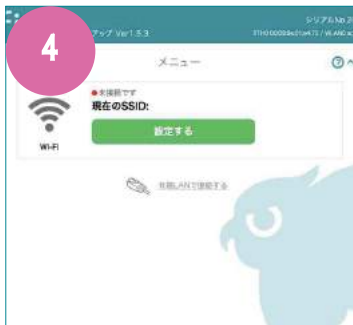 4
アップ Ver1.5.3
シリアルNo.
メニュー
未接続です
現在のSSID:
設定する
Wi-Fi
有線LANで接続する